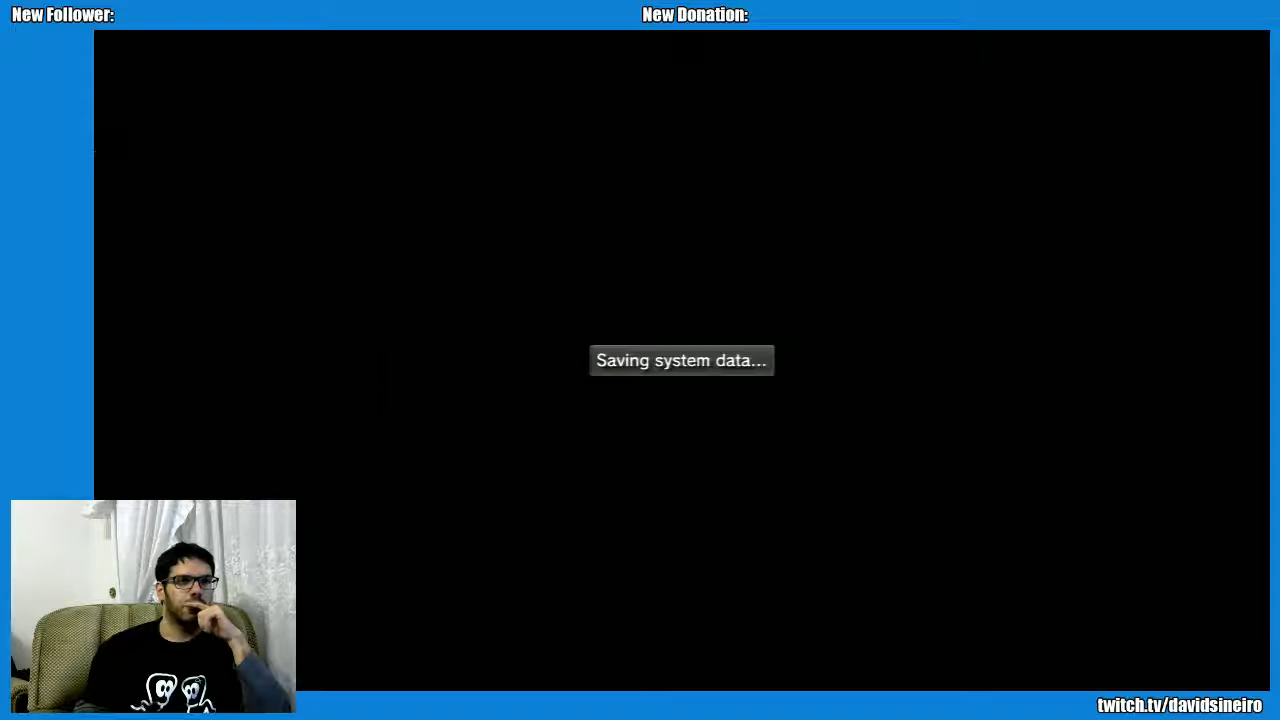 New Follower:
New Donation:
Saving system data...
twitch.tv/davidsineiro